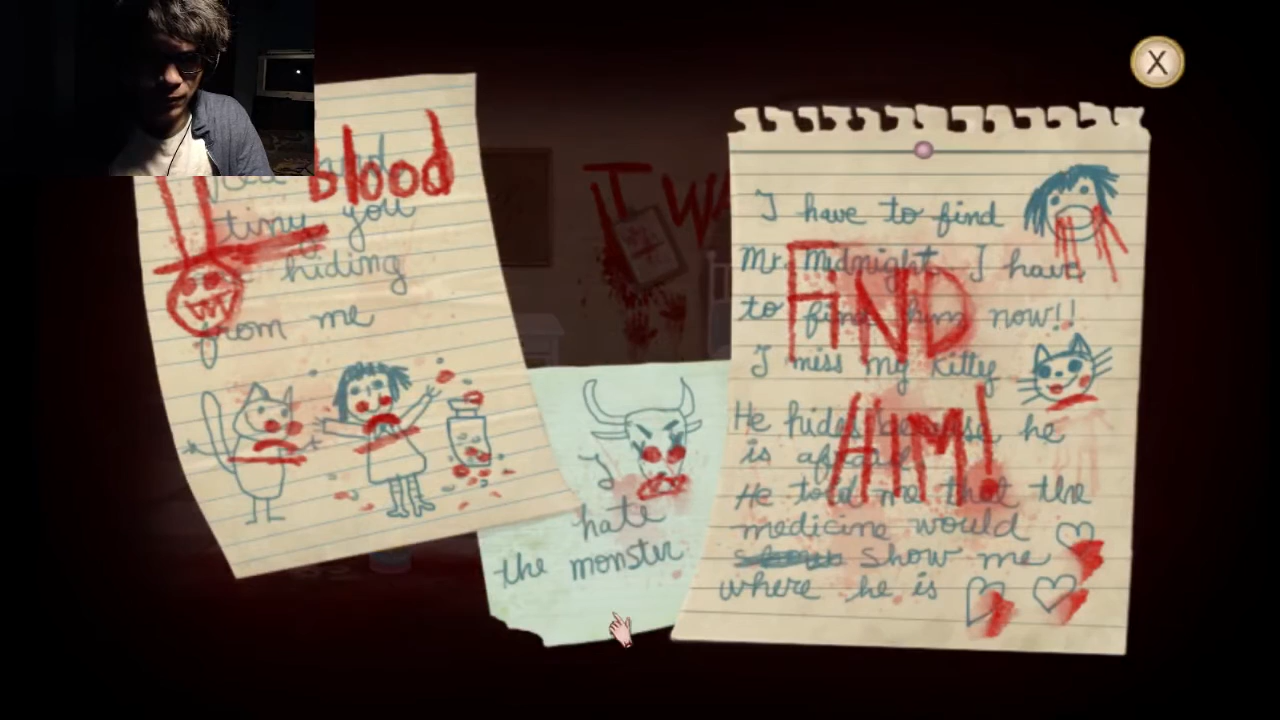 blood
tiny you
hiding
from me
I WA
I
hate
the monster
I have to find
Mr. Midnight I have
to find him now!!
I miss my kitty
He hides because he
is afraid
He told me that the
medicine would
show me
where he is
FIND
HIM!
X